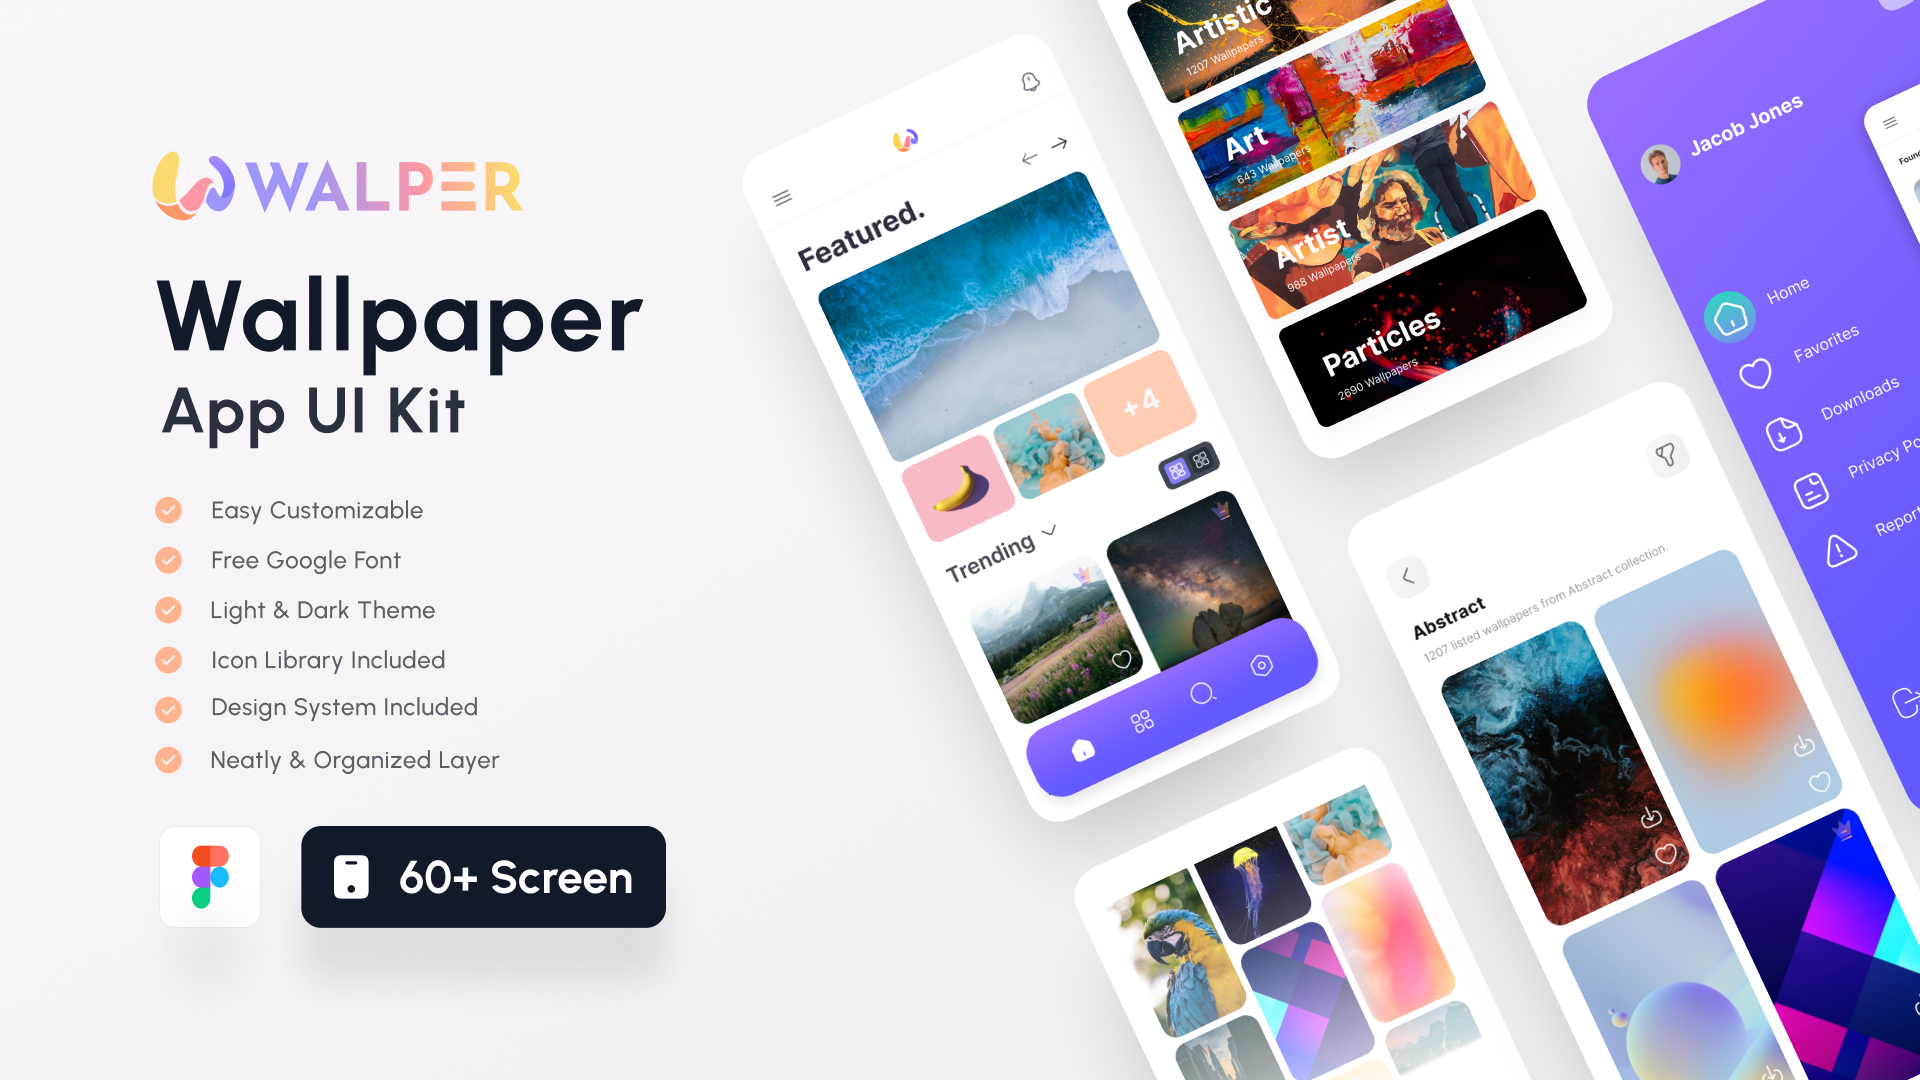 WALPER
Wallpaper
App UI Kit
Easy Customizable
Free Google Font
Light & Dark Theme
Icon Library Included
Design System Included
Neatly & Organized Layer
60+ Screen
Featured.
+4
Trending
Artistic
1207 Wallpapers
Art
643 Wallpapers
Artist
988 Wallpapers
Particles
2690 Wallpapers
Abstract
1207 listed wallpapers from Abstract collection.
Jacob Jones
Home
Favorites
Downloads
Privacy Po
Report